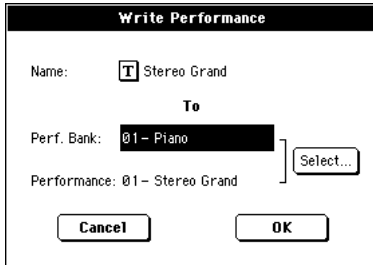 Write Performance
Name: T Stereo Grand
To
Perf. Bank: 01- Piano
Select...
Performance: 01- Stereo Grand
Cancel OK